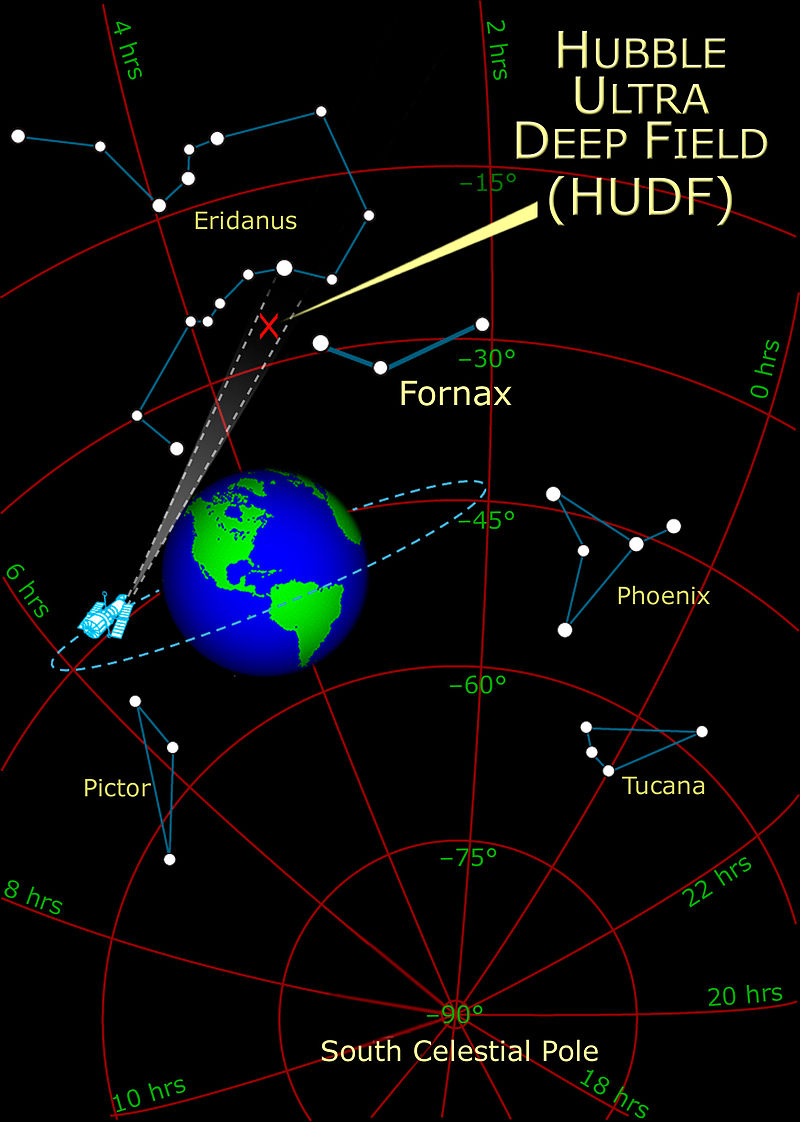 4 hrs
2 hrs
HUBBLE
ULTRA
DEEP FIELD
(HUDF)
–15°
Eridanus
–30°
0 hrs
Fornax
–45°
6 hrs
Phoenix
–60°
Pictor
Tucana
–75°
8 hrs
22 hrs
20 hrs
–90°
South Celestial Pole
10 hrs
18 hrs